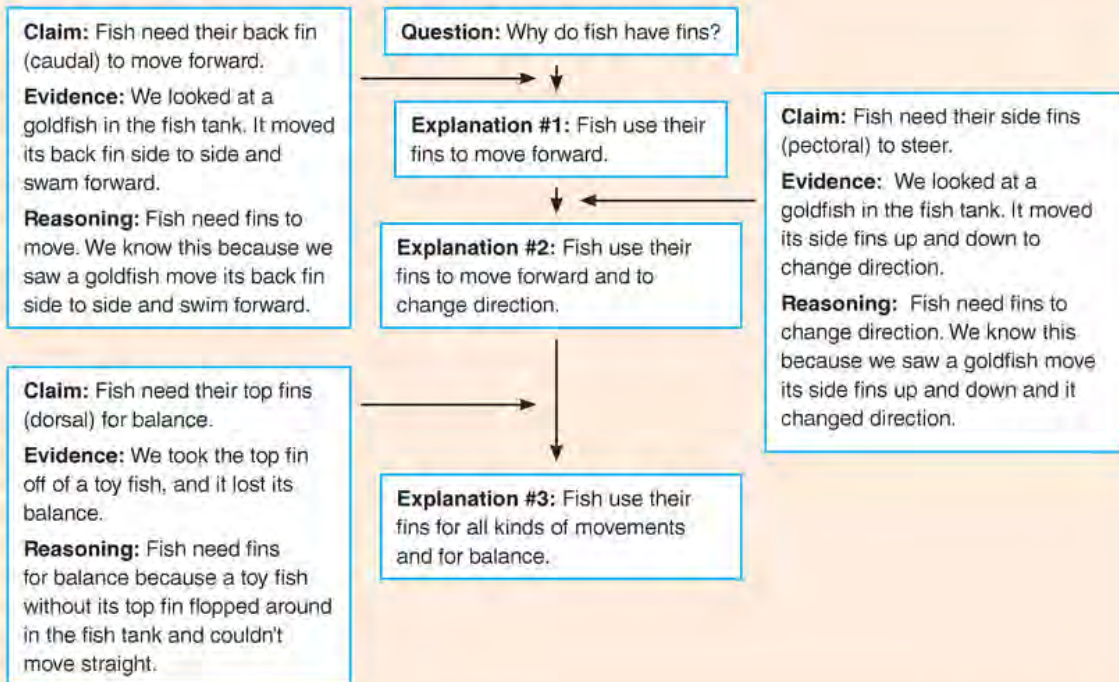 Claim: Fish need their back fin
(caudal) to move forward.
Evidence: We looked at a
goldfish in the fish tank. It moved
its back fin side to side and
swam forward.
Reasoning: Fish need fins to
move. We know this because we
saw a goldfish move its back fin
side to side and swim forward.
Question: Why do fish have fins?
Explanation #1: Fish use their
fins to move forward.
Claim: Fish need their side fins
(pectoral) to steer.
Evidence: We looked at a
goldfish in the fish tank. It moved
its side fins up and down to
change direction.
Reasoning: Fish need fins to
change direction. We know this
because we saw a goldfish move
its side fins up and down and it
changed direction.
Explanation #2: Fish use their
fins to move forward and to
change direction.
Claim: Fish need their top fins
(dorsal) for balance.
Evidence: We took the top fin
off of a toy fish, and it lost its
balance.
Reasoning: Fish need fins
for balance because a toy fish
without its top fin flopped around
in the fish tank and couldn't
move straight.
Explanation #3: Fish use their
fins for all kinds of movements
and for balance.